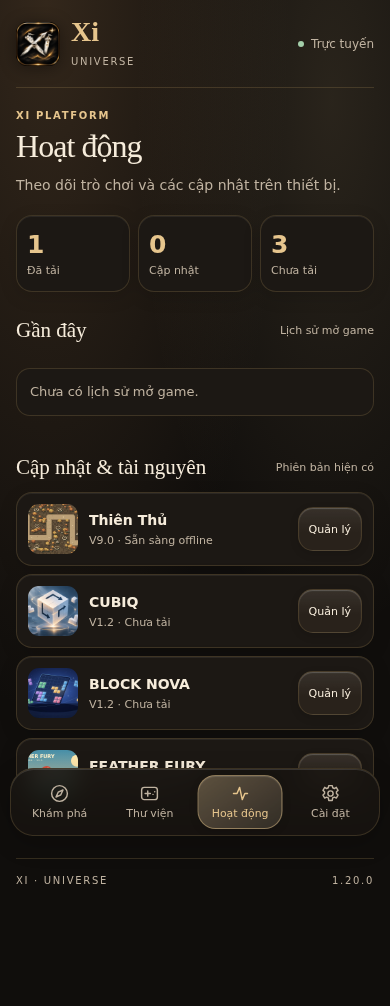 Xi
UNIVERSE
Trực tuyến
XI PLATFORM
Hoạt động
Theo dõi trò chơi và các cập nhật trên thiết bị.
1
Đã tải
0
Cập nhật
3
Chưa tải
Gần đây
Lịch sử mở game
Chưa có lịch sử mở game.
Cập nhật & tài nguyên
Phiên bản hiện có
Thiên Thủ
V9.0 · Sẵn sàng offline
Quản lý
CUBIQ
V1.2 · Chưa tải
Quản lý
BLOCK NOVA
V1.2 · Chưa tải
Quản lý
FEATHER FURY
Khám phá
Thư viện
Hoạt động
Cài đặt
XI · UNIVERSE
1.20.0